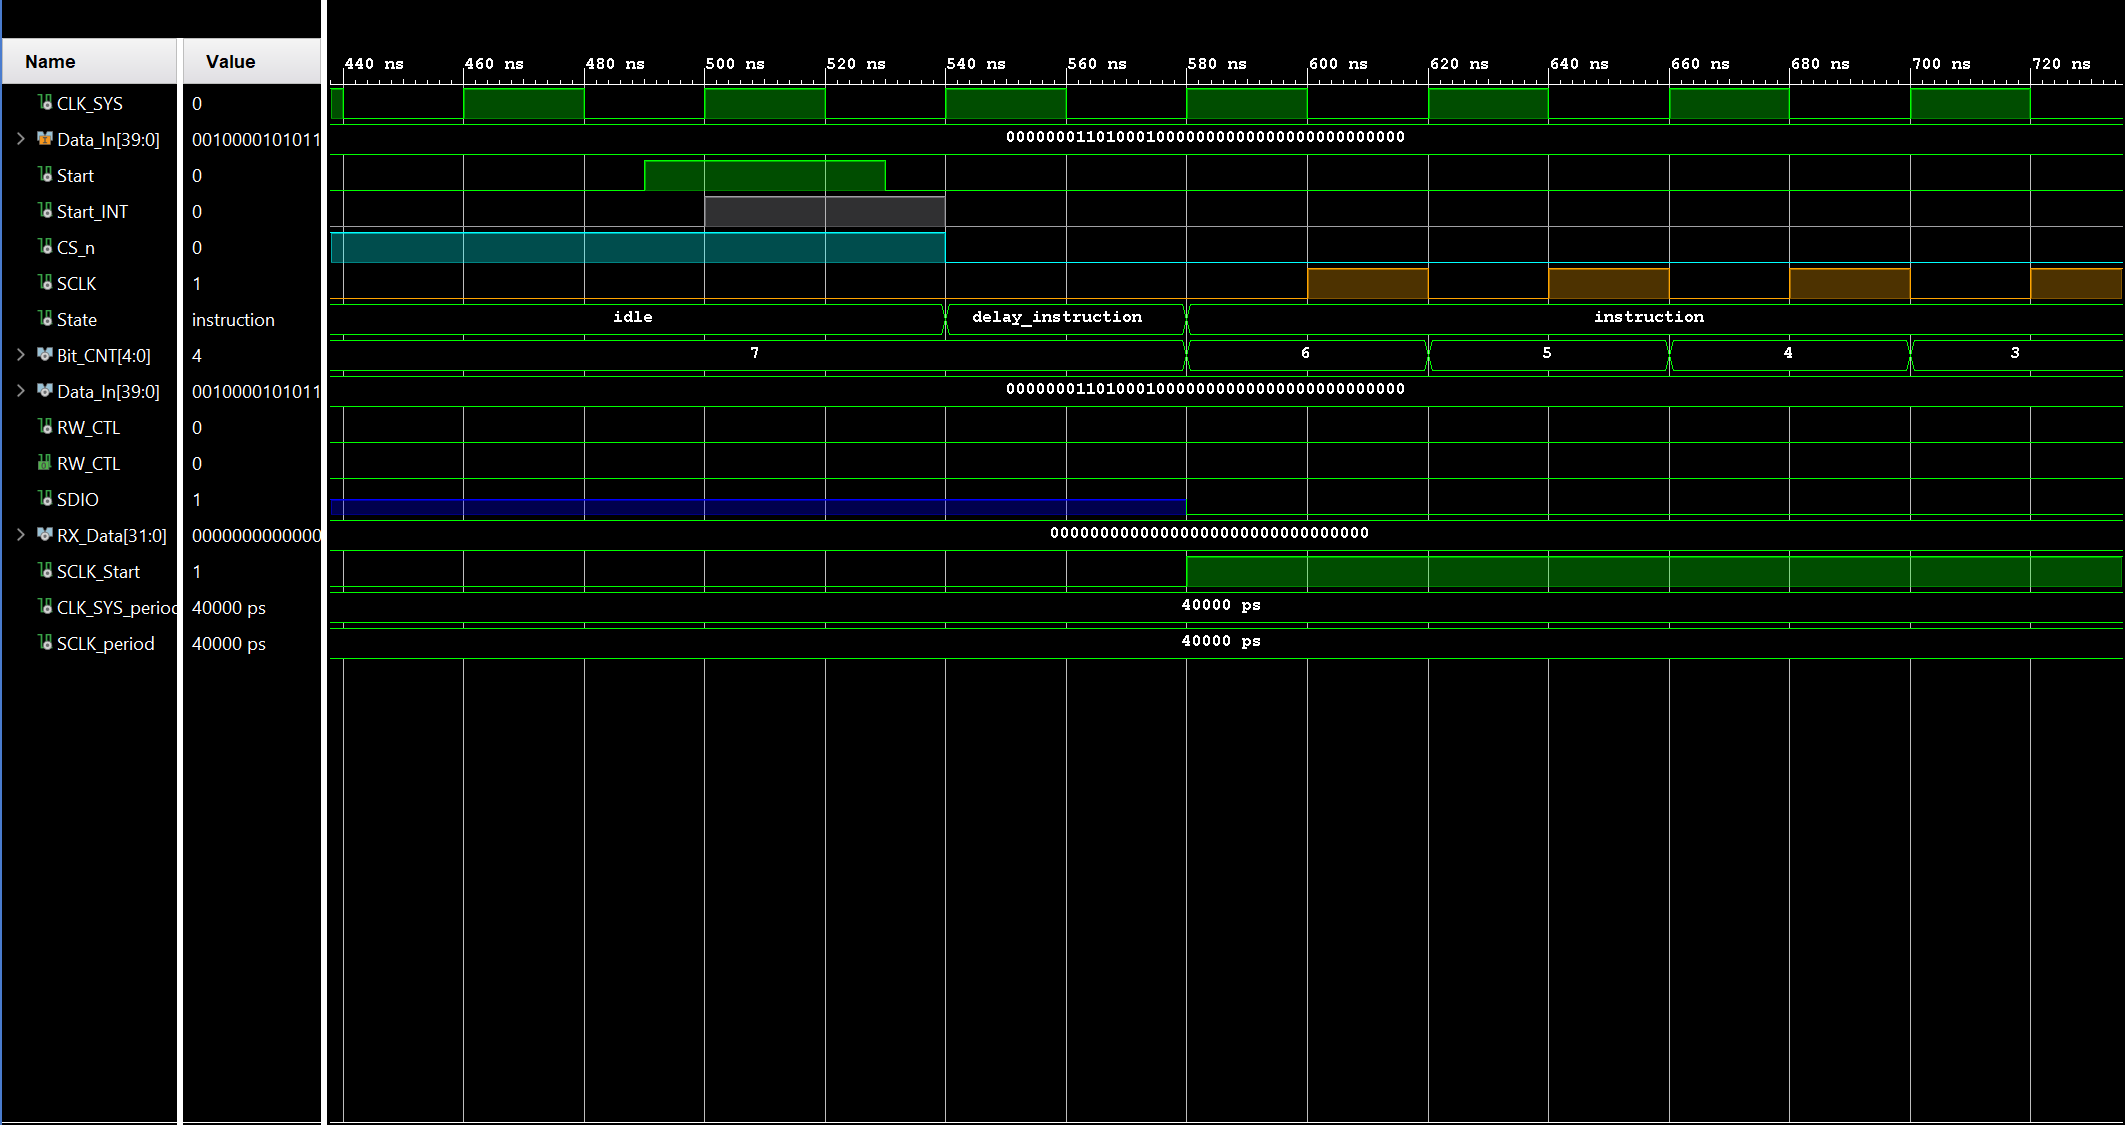 Name Value
440 ns 460 ns 480 ns 500 ns 520 ns 540 ns 560 ns 580 ns 600 ns 620 ns 640 ns 660 ns 680 ns 700 ns 720 ns
CLK_SYS 0
Data_In[39:0] 0010000101011 0000000110100010000000000000000000000000
Start 0
Start_INT 0
CS_n 0
SCLK 1
State instruction idle delay_instruction instruction
Bit_CNT[4:0] 4 7 6 5 4 3
Data_In[39:0] 0010000101011 0000000110100010000000000000000000000000
RW_CTL 0
RW_CTL 0
SDIO 1
RX_Data[31:0] 0000000000000 00000000000000000000000000000000
SCLK_Start 1
CLK_SYS_period 40000 ps 40000 ps
SCLK_period 40000 ps 40000 ps